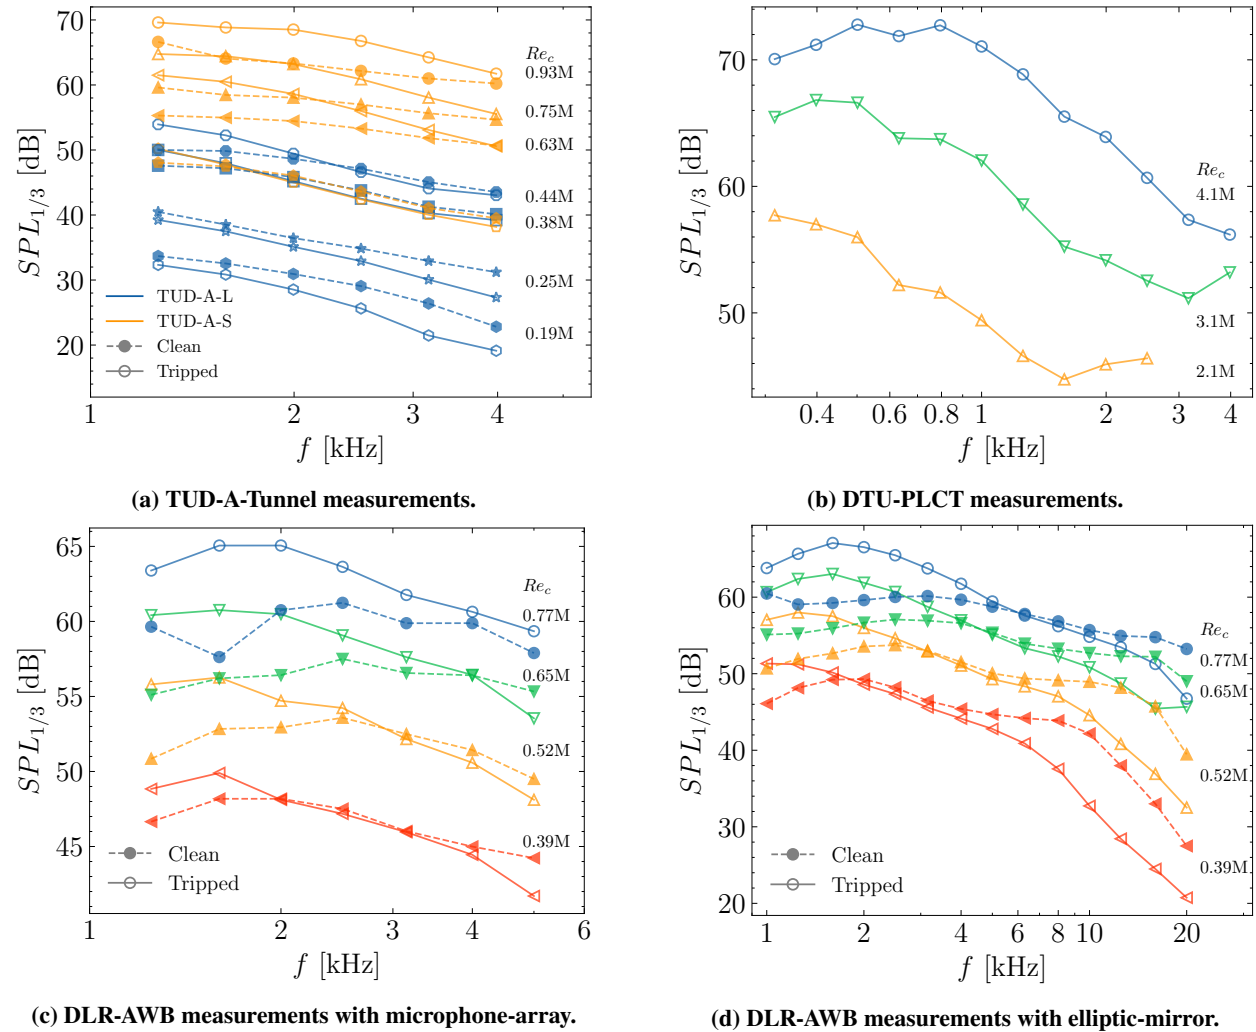 70
60
50
40
30
20
SPL1/3 [dB]
Re_c
0.93M
0.75M
0.63M
0.44M
0.38M
0.25M
0.19M
TUD-A-L
TUD-A-S
Clean
Tripped
1 2 3 4
f [kHz]
(a) TUD-A-Tunnel measurements.
70
60
50
SPL1/3 [dB]
Re_c
4.1M
3.1M
2.1M
0.4 0.6 0.8 1 2 3 4
f [kHz]
(b) DTU-PLCT measurements.
65
60
55
50
45
SPL1/3 [dB]
Re_c
0.77M
0.65M
0.52M
0.39M
Clean
Tripped
1 2 3 4 5 6
f [kHz]
(c) DLR-AWB measurements with microphone-array.
60
50
40
30
20
SPL1/3 [dB]
Re_c
0.77M
0.65M
0.52M
0.39M
Clean
Tripped
1 2 4 6 8 10 20
f [kHz]
(d) DLR-AWB measurements with elliptic-mirror.